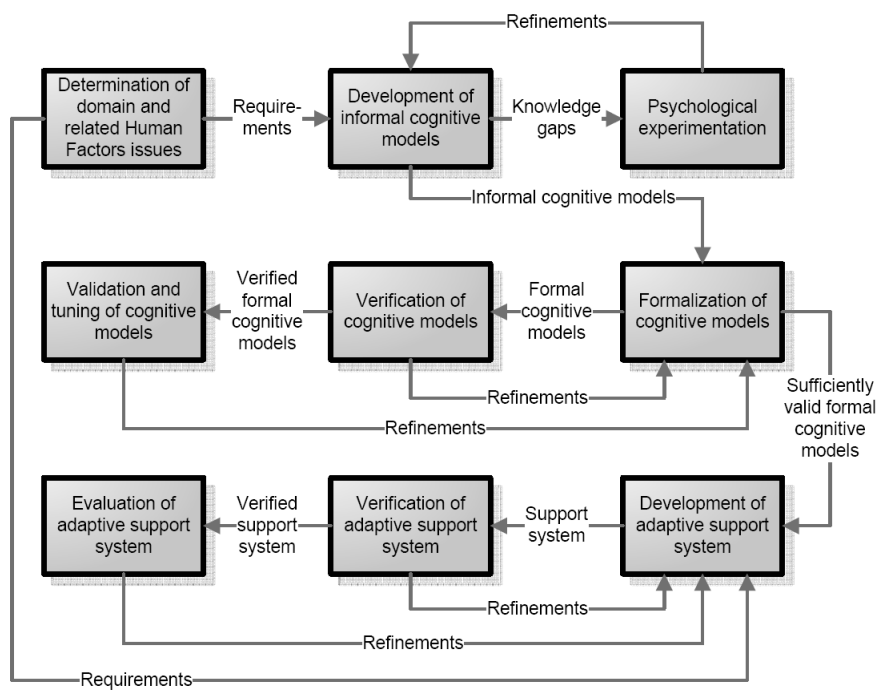 Refinements
Determination of
domain and
related Human
Factors issues
Require-
ments
Development of
informal cognitive
models
Knowledge
gaps
Psychological
experimentation
Informal cognitive models
Validation and
tuning of cognitive
models
Verified
formal
cognitive
models
Verification of
cognitive models
Formal
cognitive
models
Formalization of
cognitive models
Refinements
Refinements
Sufficiently
valid formal
cognitive
models
Evaluation of
adaptive support
system
Verified
support
system
Verification of
adaptive support
system
Support
system
Development of
adaptive support
system
Refinements
Refinements
Requirements